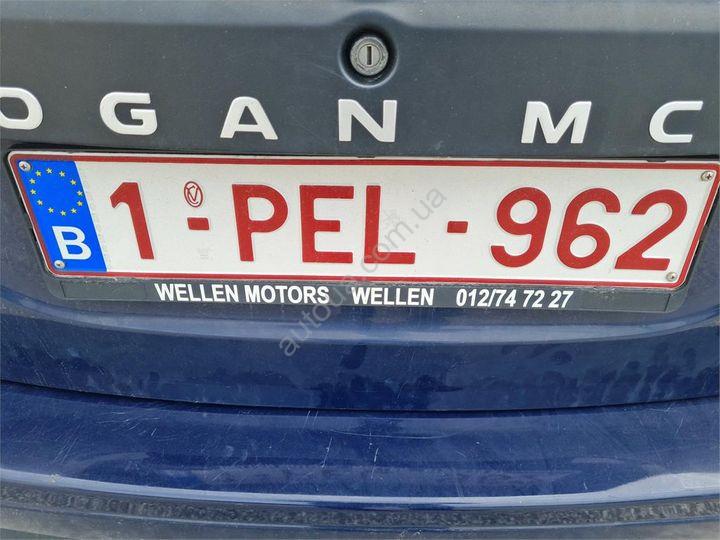 OGAN MC
B 1-PEL-962
WELLEN MOTORS WELLEN 012/74 72 27